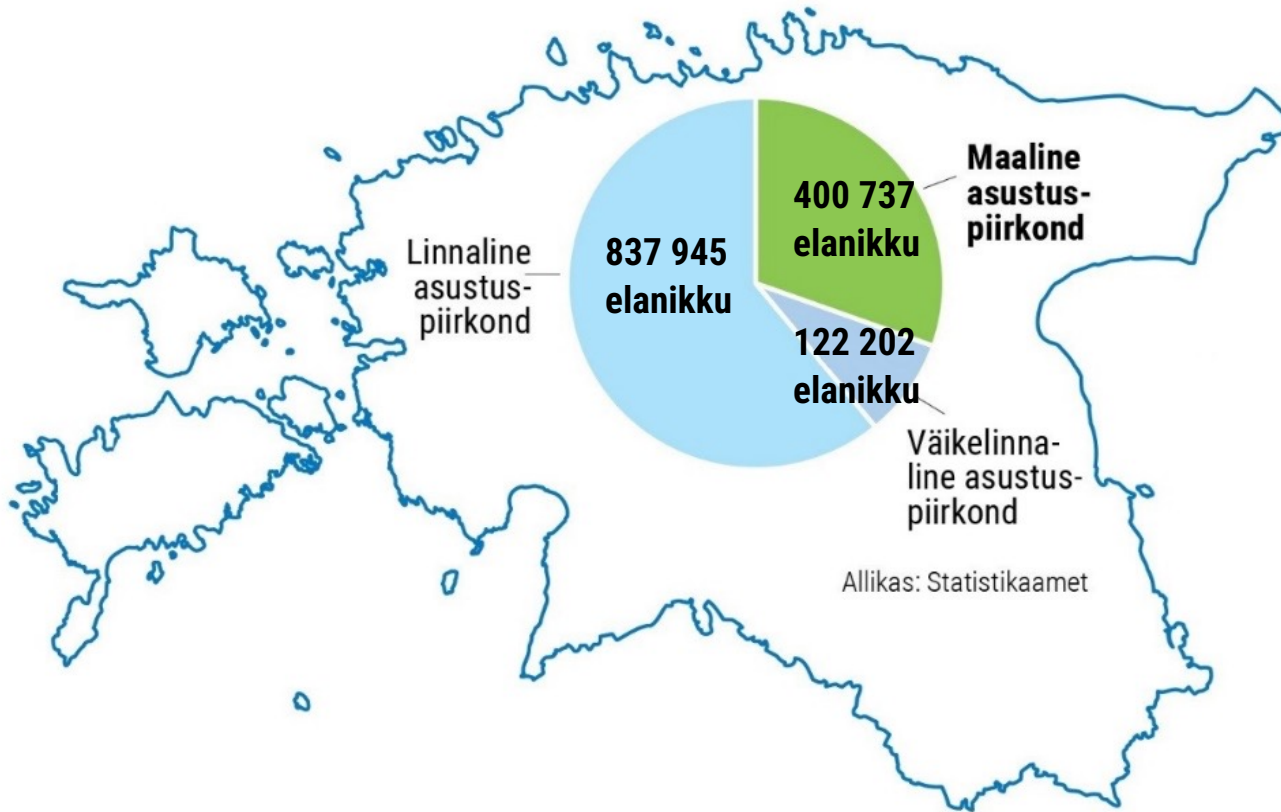 Maaline
asustus-
piirkond
400 737
elanikku
Linnaline
asustus-
piirkond
837 945
elanikku
122 202
elanikku
Väikelinna-
line asustus-
piirkond
Allikas: Statistikaamet